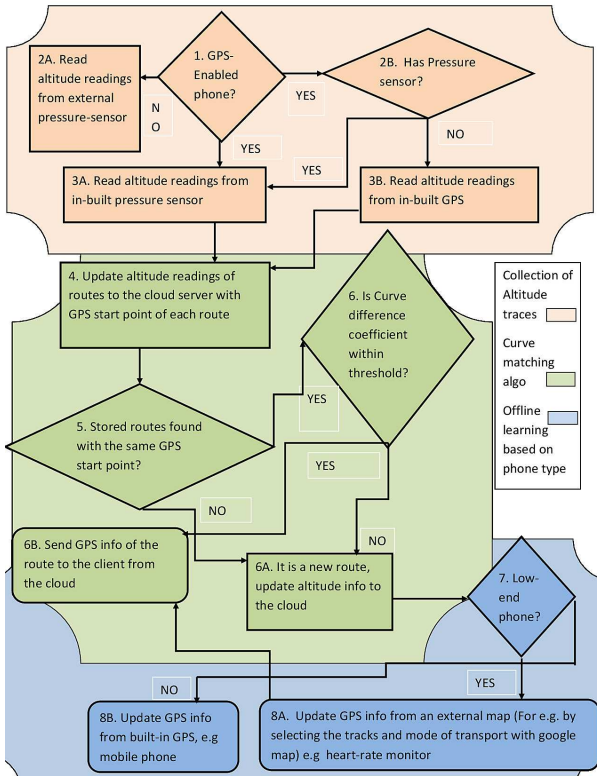 2A. Read
altitude readings
from external
pressure-sensor
1. GPS-
Enabled
phone?
2B.  Has Pressure
sensor?
N
O
YES
YES
YES
NO
3A. Read altitude readings from
in-built pressure sensor
3B. Read altitude readings
from in-built GPS
4. Update altitude readings of
routes to the cloud server with
GPS start point of each route
6. Is Curve
difference
coefficient
within
threshold?
Collection of
Altitude
traces
Curve
matching
algo
Offline
learning
based on
phone type
5. Stored routes found
with the same GPS
start point?
YES
YES
NO
NO
6B. Send GPS info of the
route to the client from
the cloud
6A. It is a new route,
update altitude info to
the cloud
7. Low-
end
phone?
NO
YES
8B. Update GPS info
from built-in GPS, e.g
mobile phone
8A.  Update GPS info from an external map (For e.g. by
selecting the tracks and mode of transport with google
map) e.g  heart-rate monitor